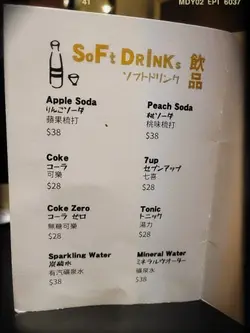 41
MDY02 EPT 6037
SoFt DRINKs 飲品
ソフトドリンク
Apple Soda
りんごソーダ
蘋果梳打
$38
Peach Soda
桃ソーダ
桃味梳打
$38
Coke
コーラ
可樂
$28
7up
セブンアップ
七喜
$28
Coke Zero
コーラ ゼロ
無糖可樂
$28
Tonic
トニック
湯力
$28
Sparkling Water
炭酸水
有汽礦泉水
$38
Mineral Water
ミネラルウオーター
礦泉水
$38